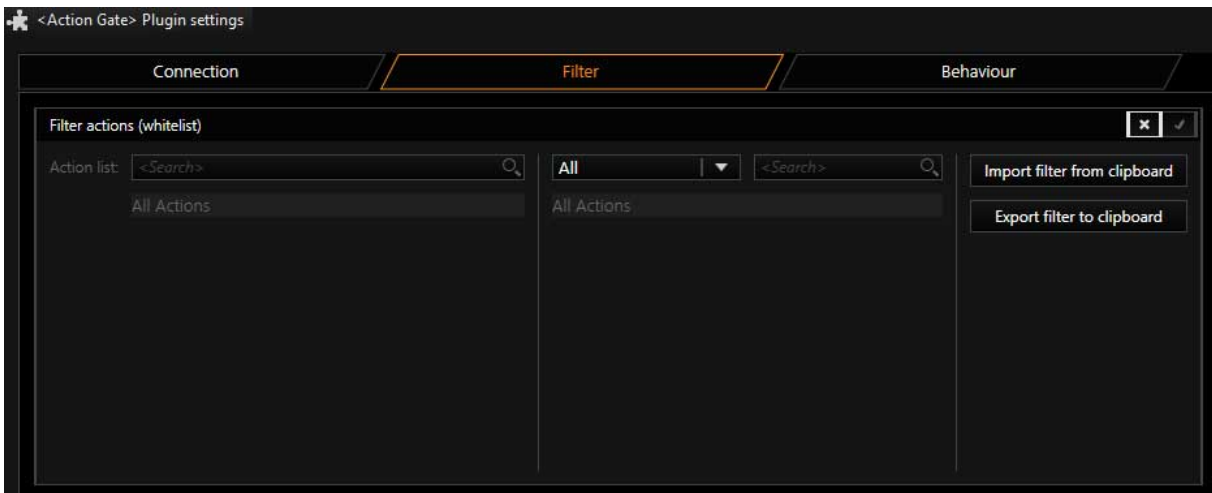 <Action Gate> Plugin settings
Connection
Filter
Behaviour
Filter actions (whitelist)
Action list:
<Search>
All
<Search>
Import filter from clipboard
All Actions
All Actions
Export filter to clipboard